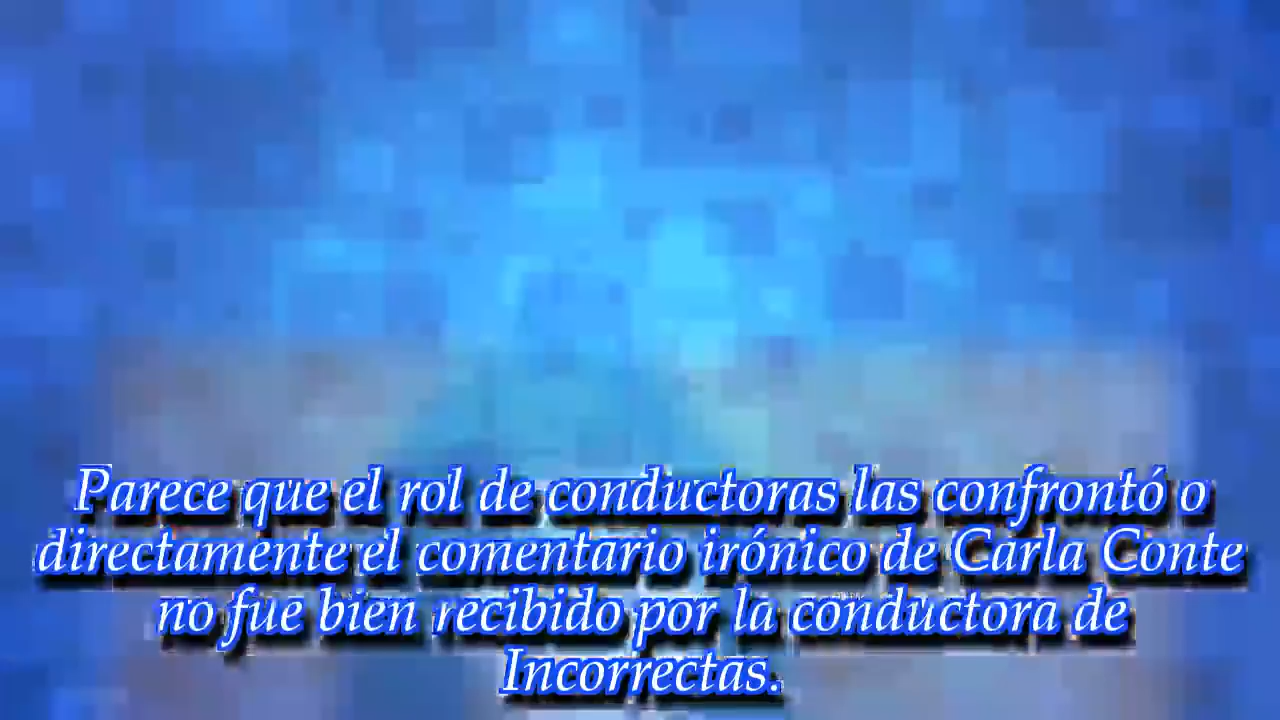 Parece que el rol de conductoras las confrontó o
directamente el comentario irónico de Carla Conte
no fue bien recibido por la conductora de
Incorrectas.